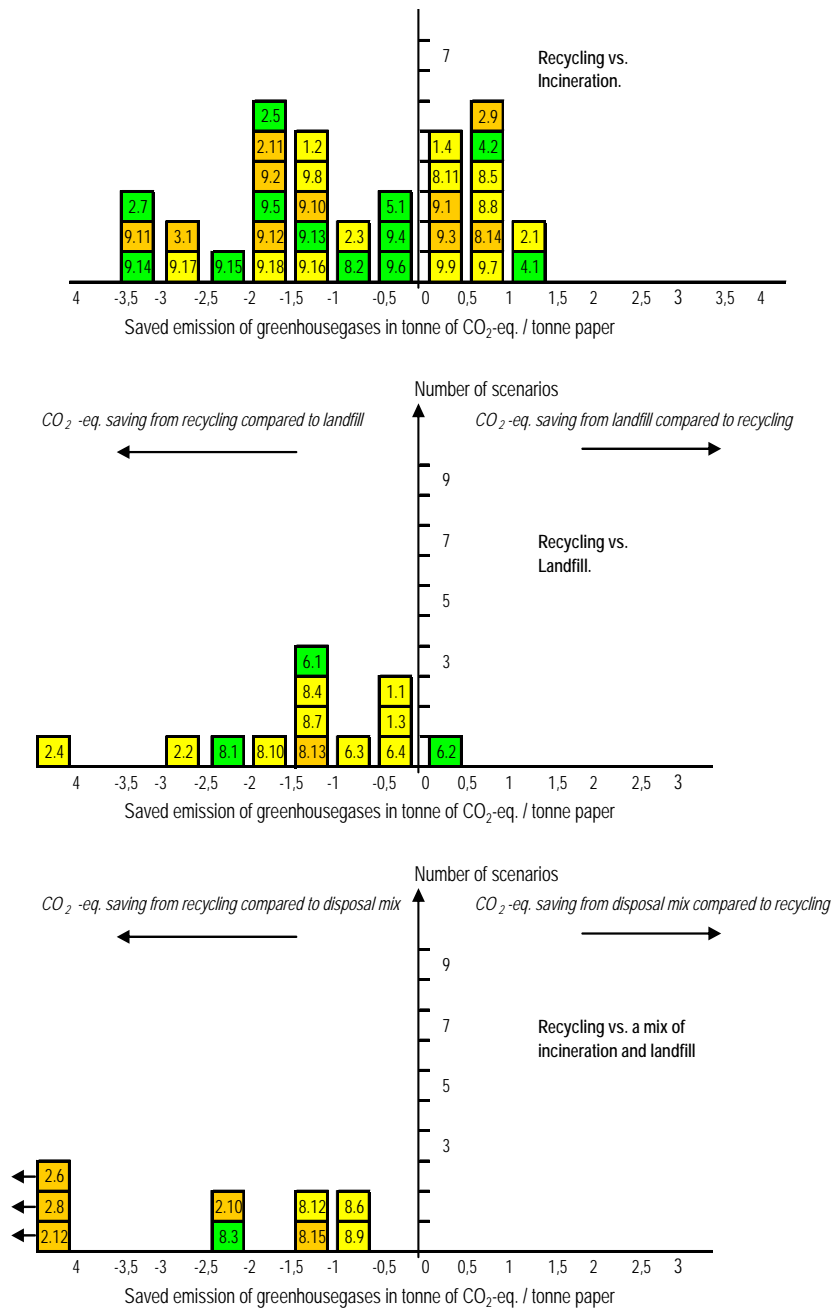 7
Recycling vs.
Incineration.
2.5 2.9
2.11 1.2 1.4 4.2
9.2 9.8 8.11 8.5
2.7 9.5 9.10 5.1 9.1 8.8
9.11 3.1 9.12 9.13 2.3 9.4 9.3 8.14 2.1
9.14 9.17 9.15 9.18 9.16 8.2 9.6 9.9 9.7 4.1
4 -3,5 -3 -2,5 -2 -1,5 -1 -0,5 0 0,5 1 1,5 2 2,5 3 3,5 4
Saved emission of greenhousegases in tonne of CO2-eq. / tonne paper
Number of scenarios
CO2 -eq. saving from recycling compared to landfill
CO2 -eq. saving from landfill compared to recycling
9
7
Recycling vs.
Landfill.
5
3
6.1
8.4 1.1
8.7 1.3
2.4 2.2 8.1 8.10 8.13 6.3 6.4 6.2
4 -3,5 -3 -2,5 -2 -1,5 -1 -0,5 0 0,5 1 1,5 2 2,5 3
Saved emission of greenhousegases in tonne of CO2-eq. / tonne paper
Number of scenarios
CO2 -eq. saving from recycling compared to disposal mix
CO2 -eq. saving from disposal mix compared to recycling
9
7
Recycling vs. a mix of
incineration and landfill
5
3
2.6
2.8 2.10 8.12 8.6
2.12 8.3 8.15 8.9
4 -3,5 -3 -2,5 -2 -1,5 -1 -0,5 0 0,5 1 1,5 2 2,5 3
Saved emission of greenhousegases in tonne of CO2-eq. / tonne paper